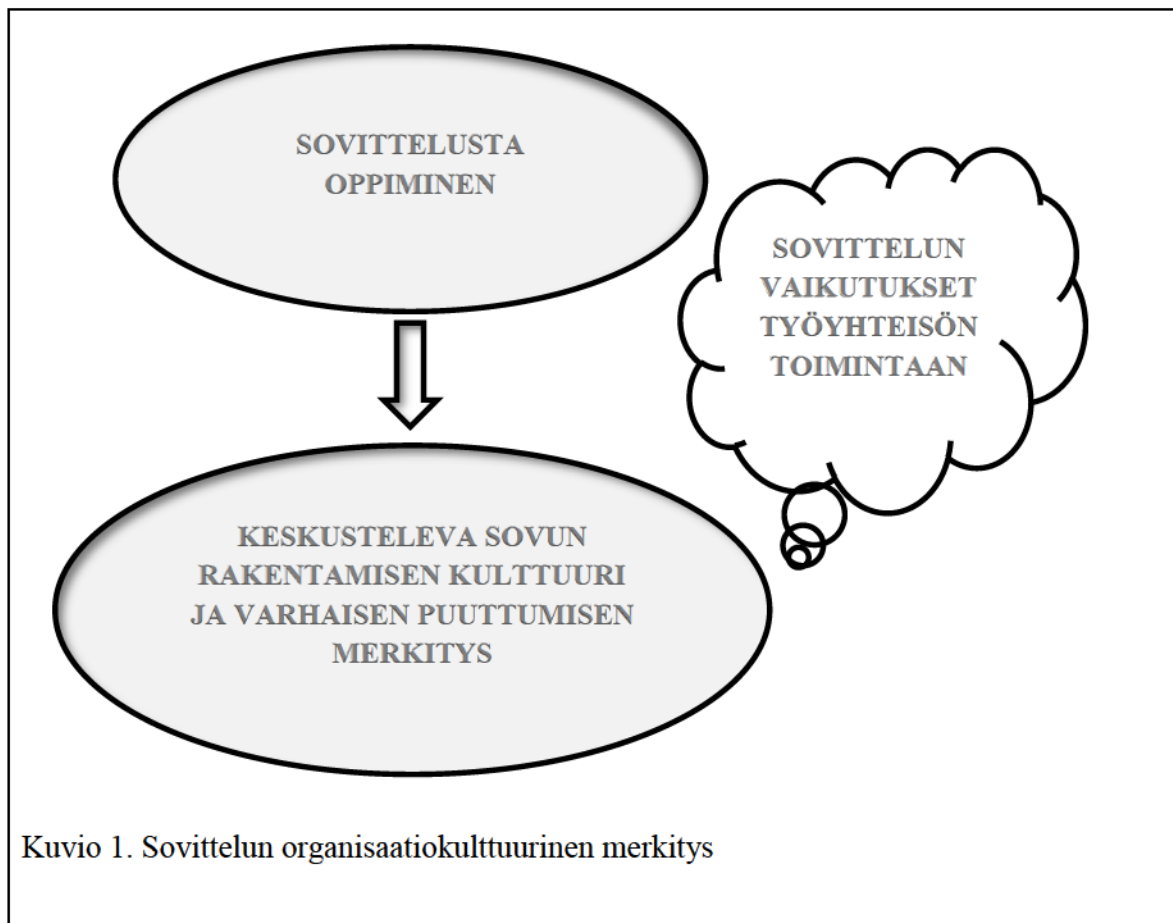 SOVITTELUSTA
OPPIMINEN
SOVITTELUN
VAIKUTUKSET
TYÖYHTEISÖN
TOIMINTAAN
KESKUSTELEVA SOVUN
RAKENTAMISEN KULTTUURI
JA VARHAISEN PUUTTUMISEN
MERKITYS
Kuvio 1. Sovittelun organisaatiokulttuurinen merkitys